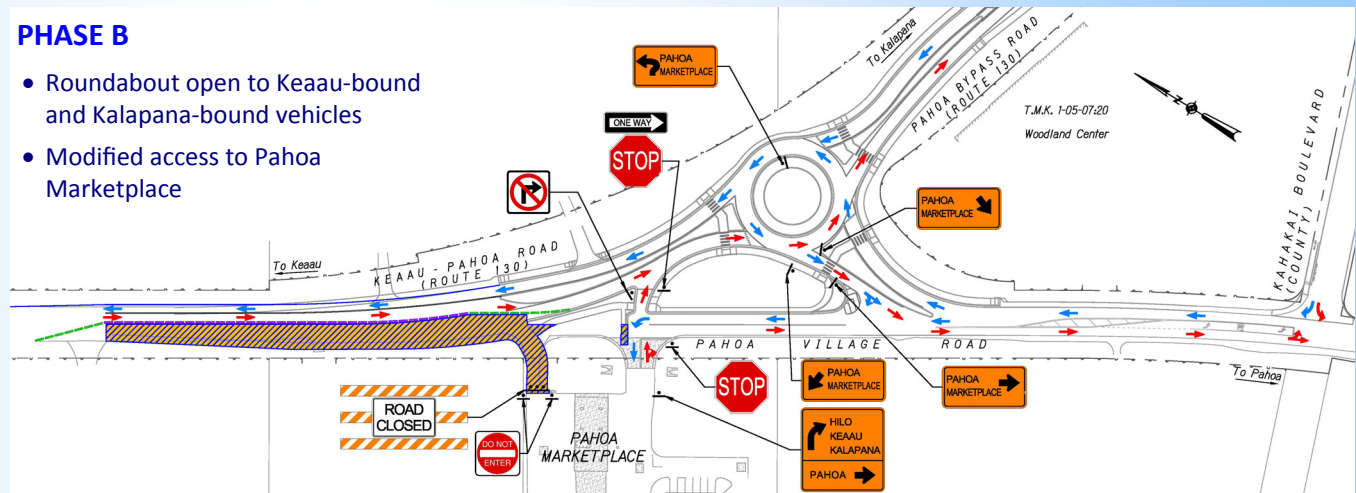 PHASE B
• Roundabout open to Keaau-bound
and Kalapana-bound vehicles
• Modified access to Pahoa
Marketplace
PAHOA
MARKETPLACE
To Kalapana
PAHOA BYPASS ROAD
(ROUTE 130)
T.M.K. 1-05-07:20
Woodland Center
N
KAHAKAI BOULEVARD
(COUNTY)
ONE WAY
STOP
PAHOA
MARKETPLACE
To Keaau
KEAAU - PAHOA ROAD
(ROUTE 130)
PAHOA VILLAGE ROAD
To Pahoa
ROAD
CLOSED
DO NOT
ENTER
PAHOA
MARKETPLACE
STOP
PAHOA
MARKETPLACE
PAHOA
MARKETPLACE
HILO
KEAAU
KALAPANA
PAHOA